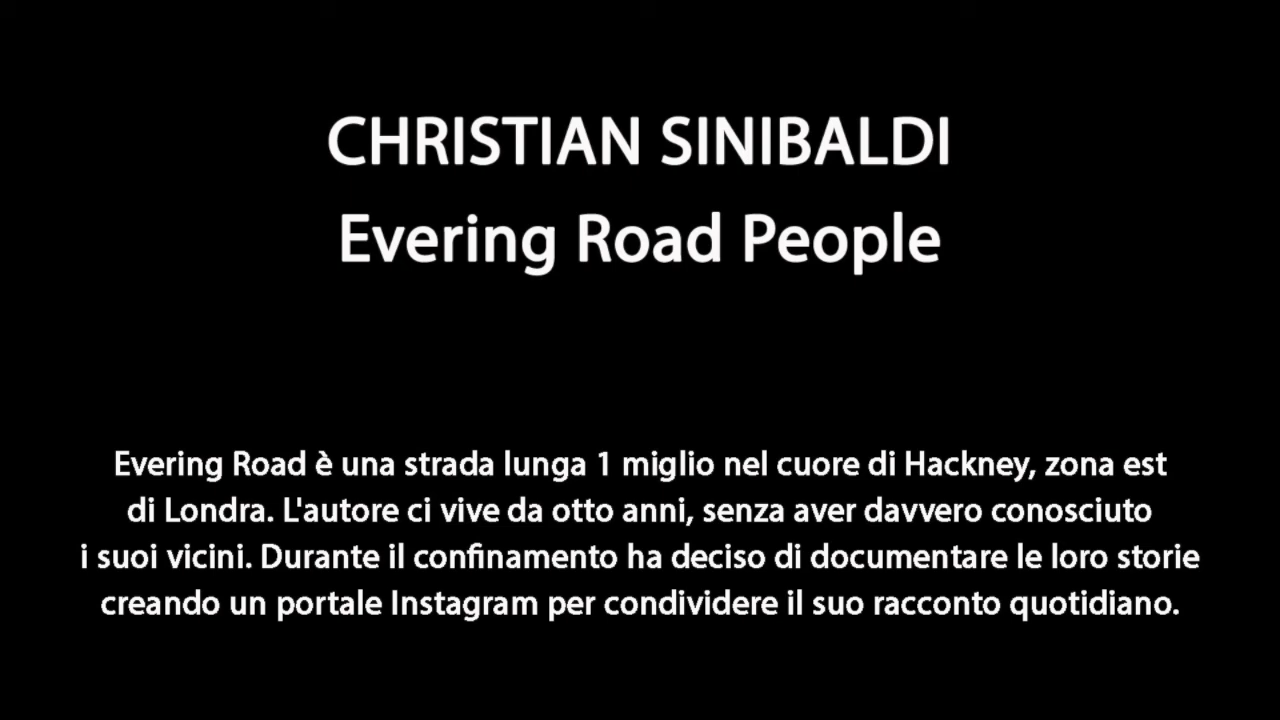 CHRISTIAN SINIBALDI
Evering Road People
Evering Road è una strada lunga 1 miglio nel cuore di Hackney, zona est
di Londra. L'autore ci vive da otto anni, senza aver davvero conosciuto
i suoi vicini. Durante il confinamento ha deciso di documentare le loro storie
creando un portale Instagram per condividere il suo racconto quotidiano.